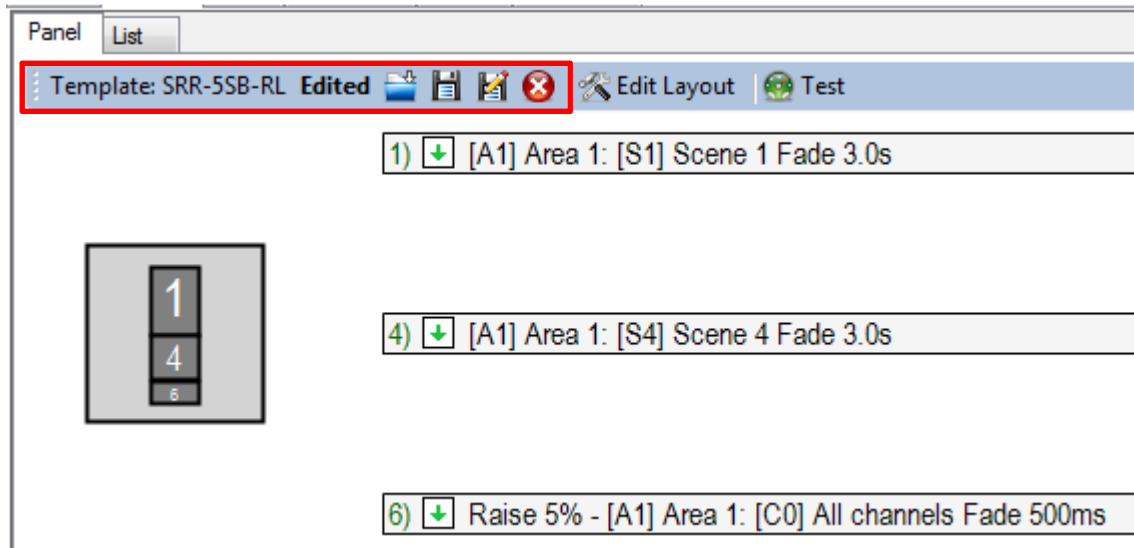 Panel List
Template: SRR-5SB-RL Edited Edit Layout Test
1) [A1] Area 1: [S1] Scene 1 Fade 3.0s
1
4) [A1] Area 1: [S4] Scene 4 Fade 3.0s
4
6
6) Raise 5% - [A1] Area 1: [C0] All channels Fade 500ms